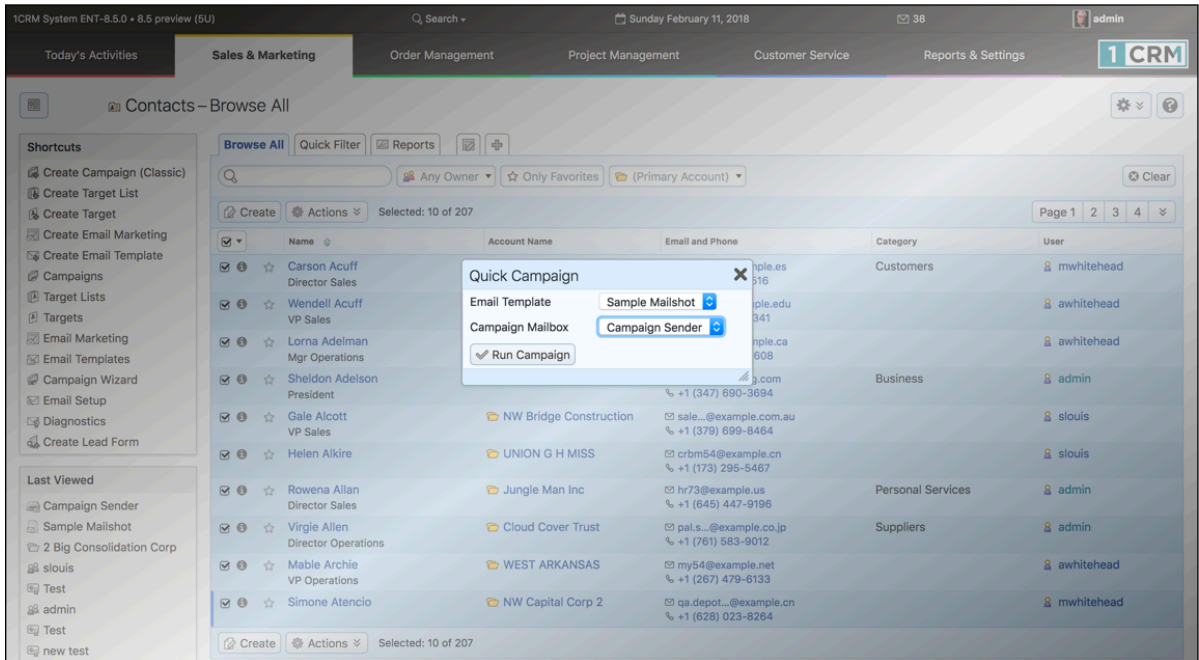 1CRM System ENT-8.5.0 • 8.5 preview (5U)
Search
Sunday February 11, 2018
38
admin
Today's Activities
Sales & Marketing
Order Management
Project Management
Customer Service
Reports & Settings
1 CRM
Contacts – Browse All
Shortcuts
Create Campaign (Classic)
Create Target List
Create Target
Create Email Marketing
Create Email Template
Campaigns
Target Lists
Targets
Email Marketing
Email Templates
Campaign Wizard
Email Setup
Diagnostics
Create Lead Form
Last Viewed
Campaign Sender
Sample Mailshot
2 Big Consolidation Corp
slouis
Test
admin
Test
new test
Browse All
Quick Filter
Reports
Any Owner
Only Favorites
(Primary Account)
Clear
Create
Actions
Selected: 10 of 207
Page 1 2 3 4
Name
Account Name
Email and Phone
Category
User
Carson Acuff
Director Sales
mple.es
516
Customers
mwhitehead
Wendell Acuff
VP Sales
ple.edu
341
awhitehead
Lorna Adelman
Mgr Operations
mple.ca
608
awhitehead
Sheldon Adelson
President
g.com
+1 (347) 690-3694
Business
admin
Gale Alcott
VP Sales
NW Bridge Construction
sale...@example.com.au
+1 (379) 699-8464
slouis
Helen Alkire
UNION G H MISS
crbm54@example.cn
+1 (173) 295-5467
slouis
Rowena Allan
Director Sales
Jungle Man Inc
hr73@example.us
+1 (645) 447-9196
Personal Services
admin
Virgie Allen
Director Operations
Cloud Cover Trust
pal.s...@example.co.jp
+1 (761) 583-9012
Suppliers
admin
Mable Archie
VP Operations
WEST ARKANSAS
my54@example.net
+1 (267) 479-6133
awhitehead
Simone Atencio
NW Capital Corp 2
qa.depot...@example.cn
+1 (628) 023-8264
mwhitehead
Create
Actions
Selected: 10 of 207
Quick Campaign
Email Template
Sample Mailshot
Campaign Mailbox
Campaign Sender
Run Campaign